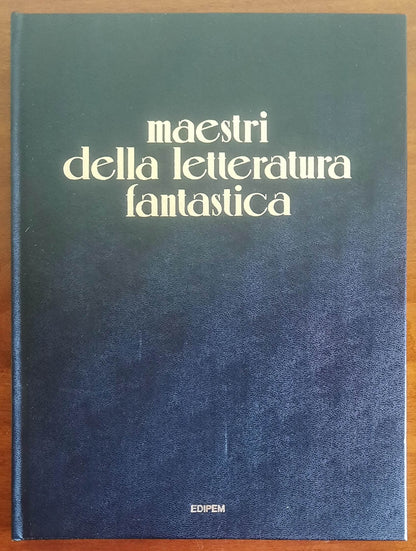 maestri
della letteratura
fantastica
EDIPEM